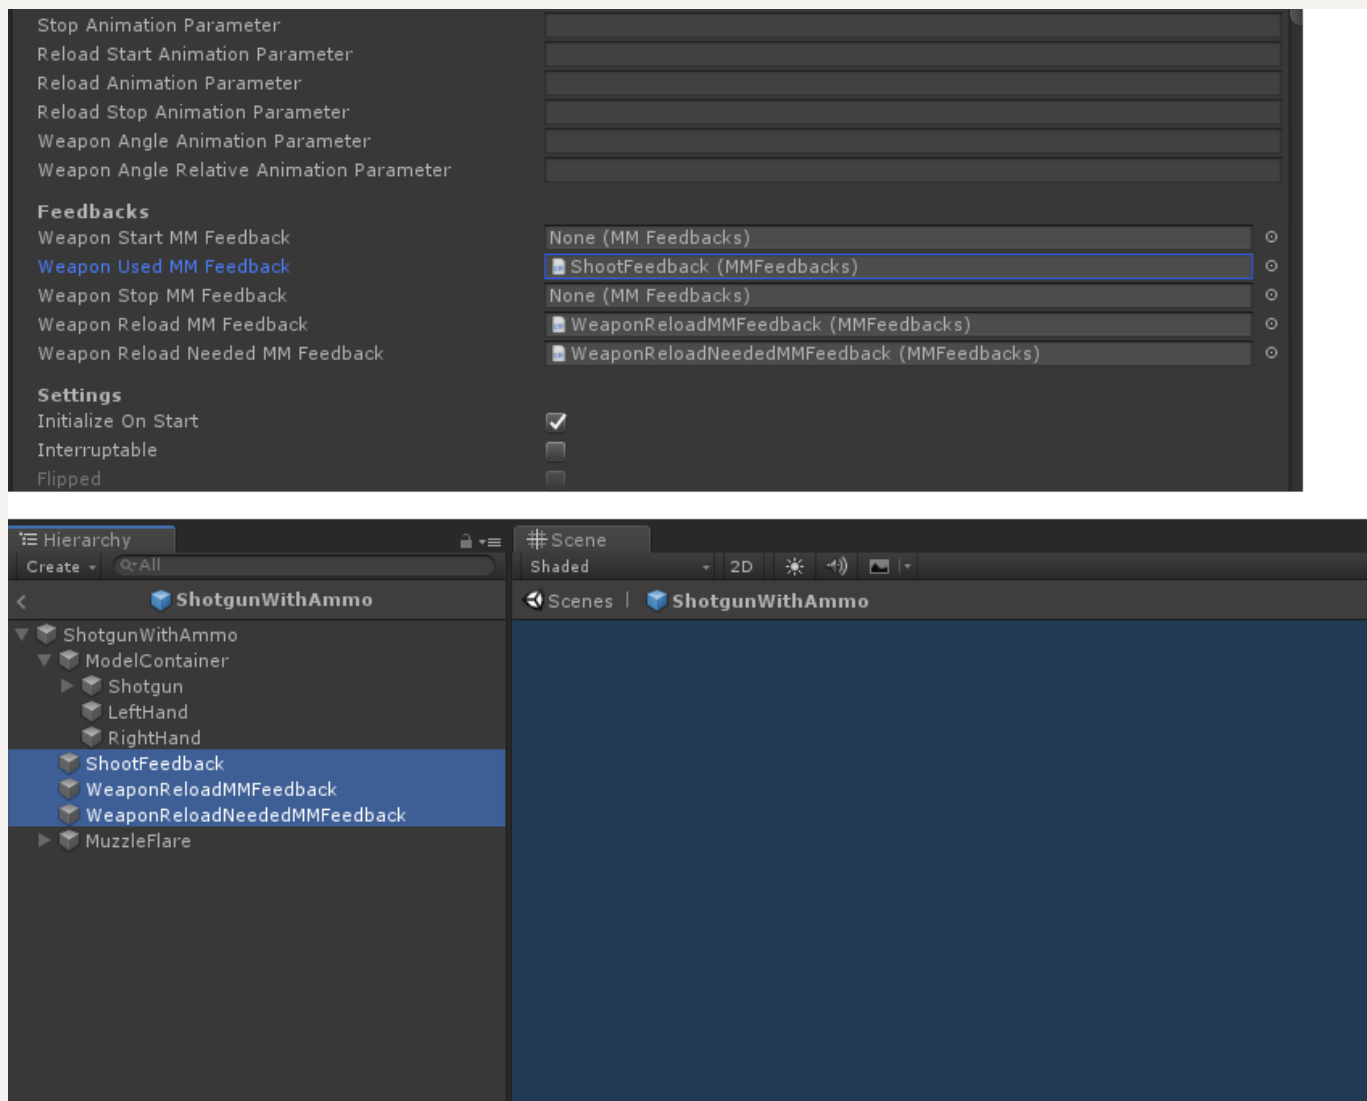 Stop Animation Parameter
Reload Start Animation Parameter
Reload Animation Parameter
Reload Stop Animation Parameter
Weapon Angle Animation Parameter
Weapon Angle Relative Animation Parameter
Feedbacks
Weapon Start MM Feedback None (MM Feedbacks)
Weapon Used MM Feedback ShootFeedback (MMFeedbacks)
Weapon Stop MM Feedback None (MM Feedbacks)
Weapon Reload MM Feedback WeaponReloadMMFeedback (MMFeedbacks)
Weapon Reload Needed MM Feedback WeaponReloadNeededMMFeedback (MMFeedbacks)
Settings
Initialize On Start
Interruptable
Flipped
Hierarchy
Create All
ShotgunWithAmmo
ShotgunWithAmmo
ModelContainer
Shotgun
LeftHand
RightHand
ShootFeedback
WeaponReloadMMFeedback
WeaponReloadNeededMMFeedback
MuzzleFlare
Scene
Shaded 2D
Scenes | ShotgunWithAmmo